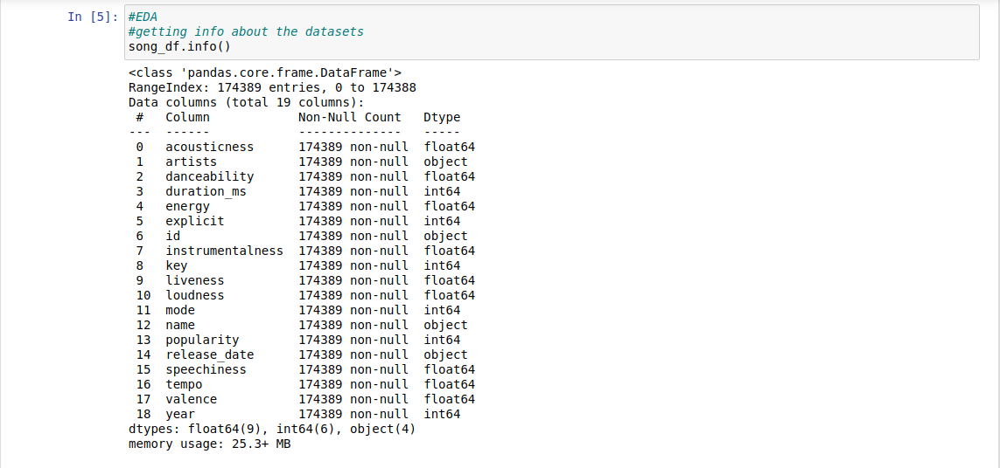 In [5]: #EDA
#getting info about the datasets
song_df.info()
<class 'pandas.core.frame.DataFrame'>
RangeIndex: 174389 entries, 0 to 174388
Data columns (total 19 columns):
 #   Column            Non-Null Count   Dtype
---  ------            --------------   -----
 0   acousticness      174389 non-null  float64
 1   artists           174389 non-null  object
 2   danceability      174389 non-null  float64
 3   duration_ms       174389 non-null  int64
 4   energy            174389 non-null  float64
 5   explicit          174389 non-null  int64
 6   id                174389 non-null  object
 7   instrumentalness  174389 non-null  float64
 8   key               174389 non-null  int64
 9   liveness          174389 non-null  float64
 10  loudness          174389 non-null  float64
 11  mode              174389 non-null  int64
 12  name              174389 non-null  object
 13  popularity        174389 non-null  int64
 14  release_date      174389 non-null  object
 15  speechiness       174389 non-null  float64
 16  tempo             174389 non-null  float64
 17  valence           174389 non-null  float64
 18  year              174389 non-null  int64
dtypes: float64(9), int64(6), object(4)
memory usage: 25.3+ MB